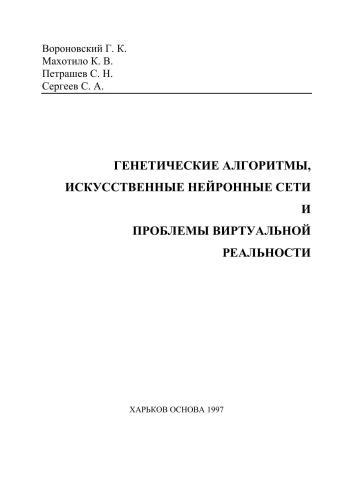 Вороновский Г. К.
Махотило К. В.
Петрашев С. Н.
Сергеев С. А.
ГЕНЕТИЧЕСКИЕ АЛГОРИТМЫ,
ИСКУССТВЕННЫЕ НЕЙРОННЫЕ СЕТИ
И
ПРОБЛЕМЫ ВИРТУАЛЬНОЙ
РЕАЛЬНОСТИ
ХАРЬКОВ ОСНОВА 1997